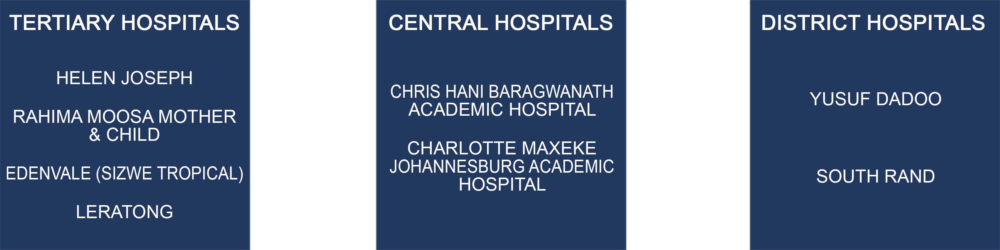 TERTIARY HOSPITALS
HELEN JOSEPH
RAHIMA MOOSA MOTHER
& CHILD
EDENVALE (SIZWE TROPICAL)
LERATONG
CENTRAL HOSPITALS
CHRIS HANI BARAGWANATH
ACADEMIC HOSPITAL
CHARLOTTE MAXEKE
JOHANNESBURG ACADEMIC
HOSPITAL
DISTRICT HOSPITALS
YUSUF DADOO
SOUTH RAND